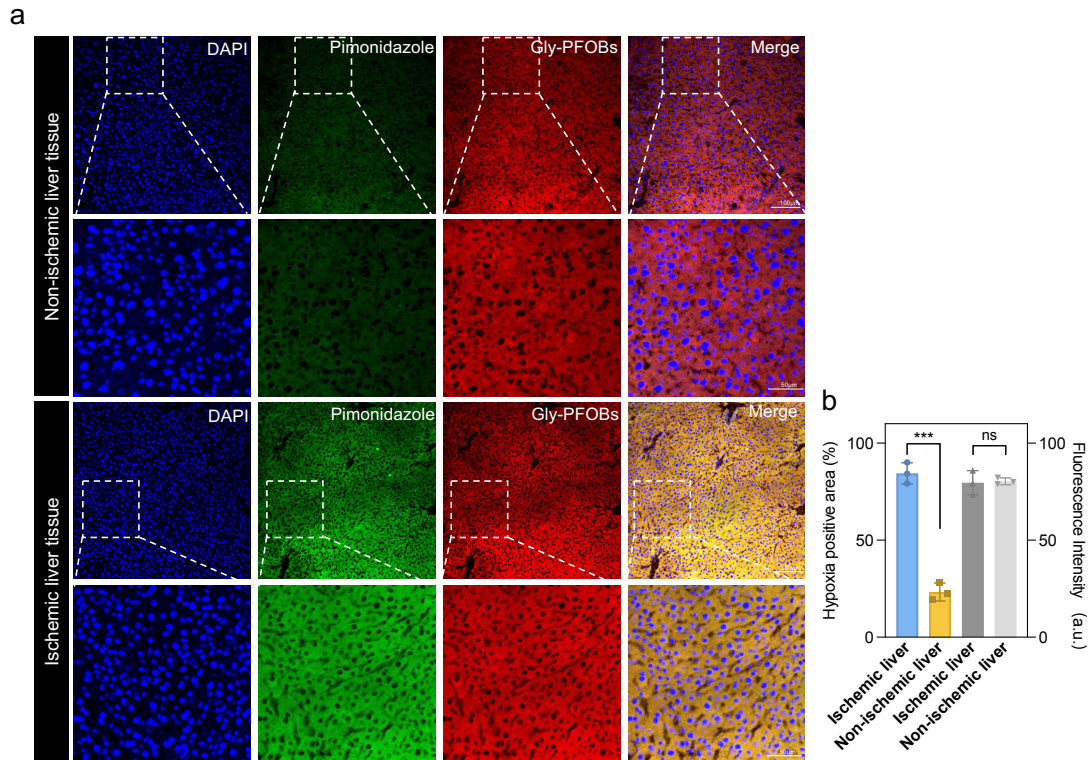 a
Non-ischemic liver tissue
DAPI
Pimonidazole
Gly-PFOBs
Merge
100μm
50μm
Ischemic liver tissue
DAPI
Pimonidazole
Gly-PFOBs
Merge
b
Hypoxia positive area (%)
100
50
0
***
ns
100
50
0
Fluorescence Intensity (a.u.)
Ischemic liver
Non-ischemic liver
Ischemic liver
Non-ischemic liver